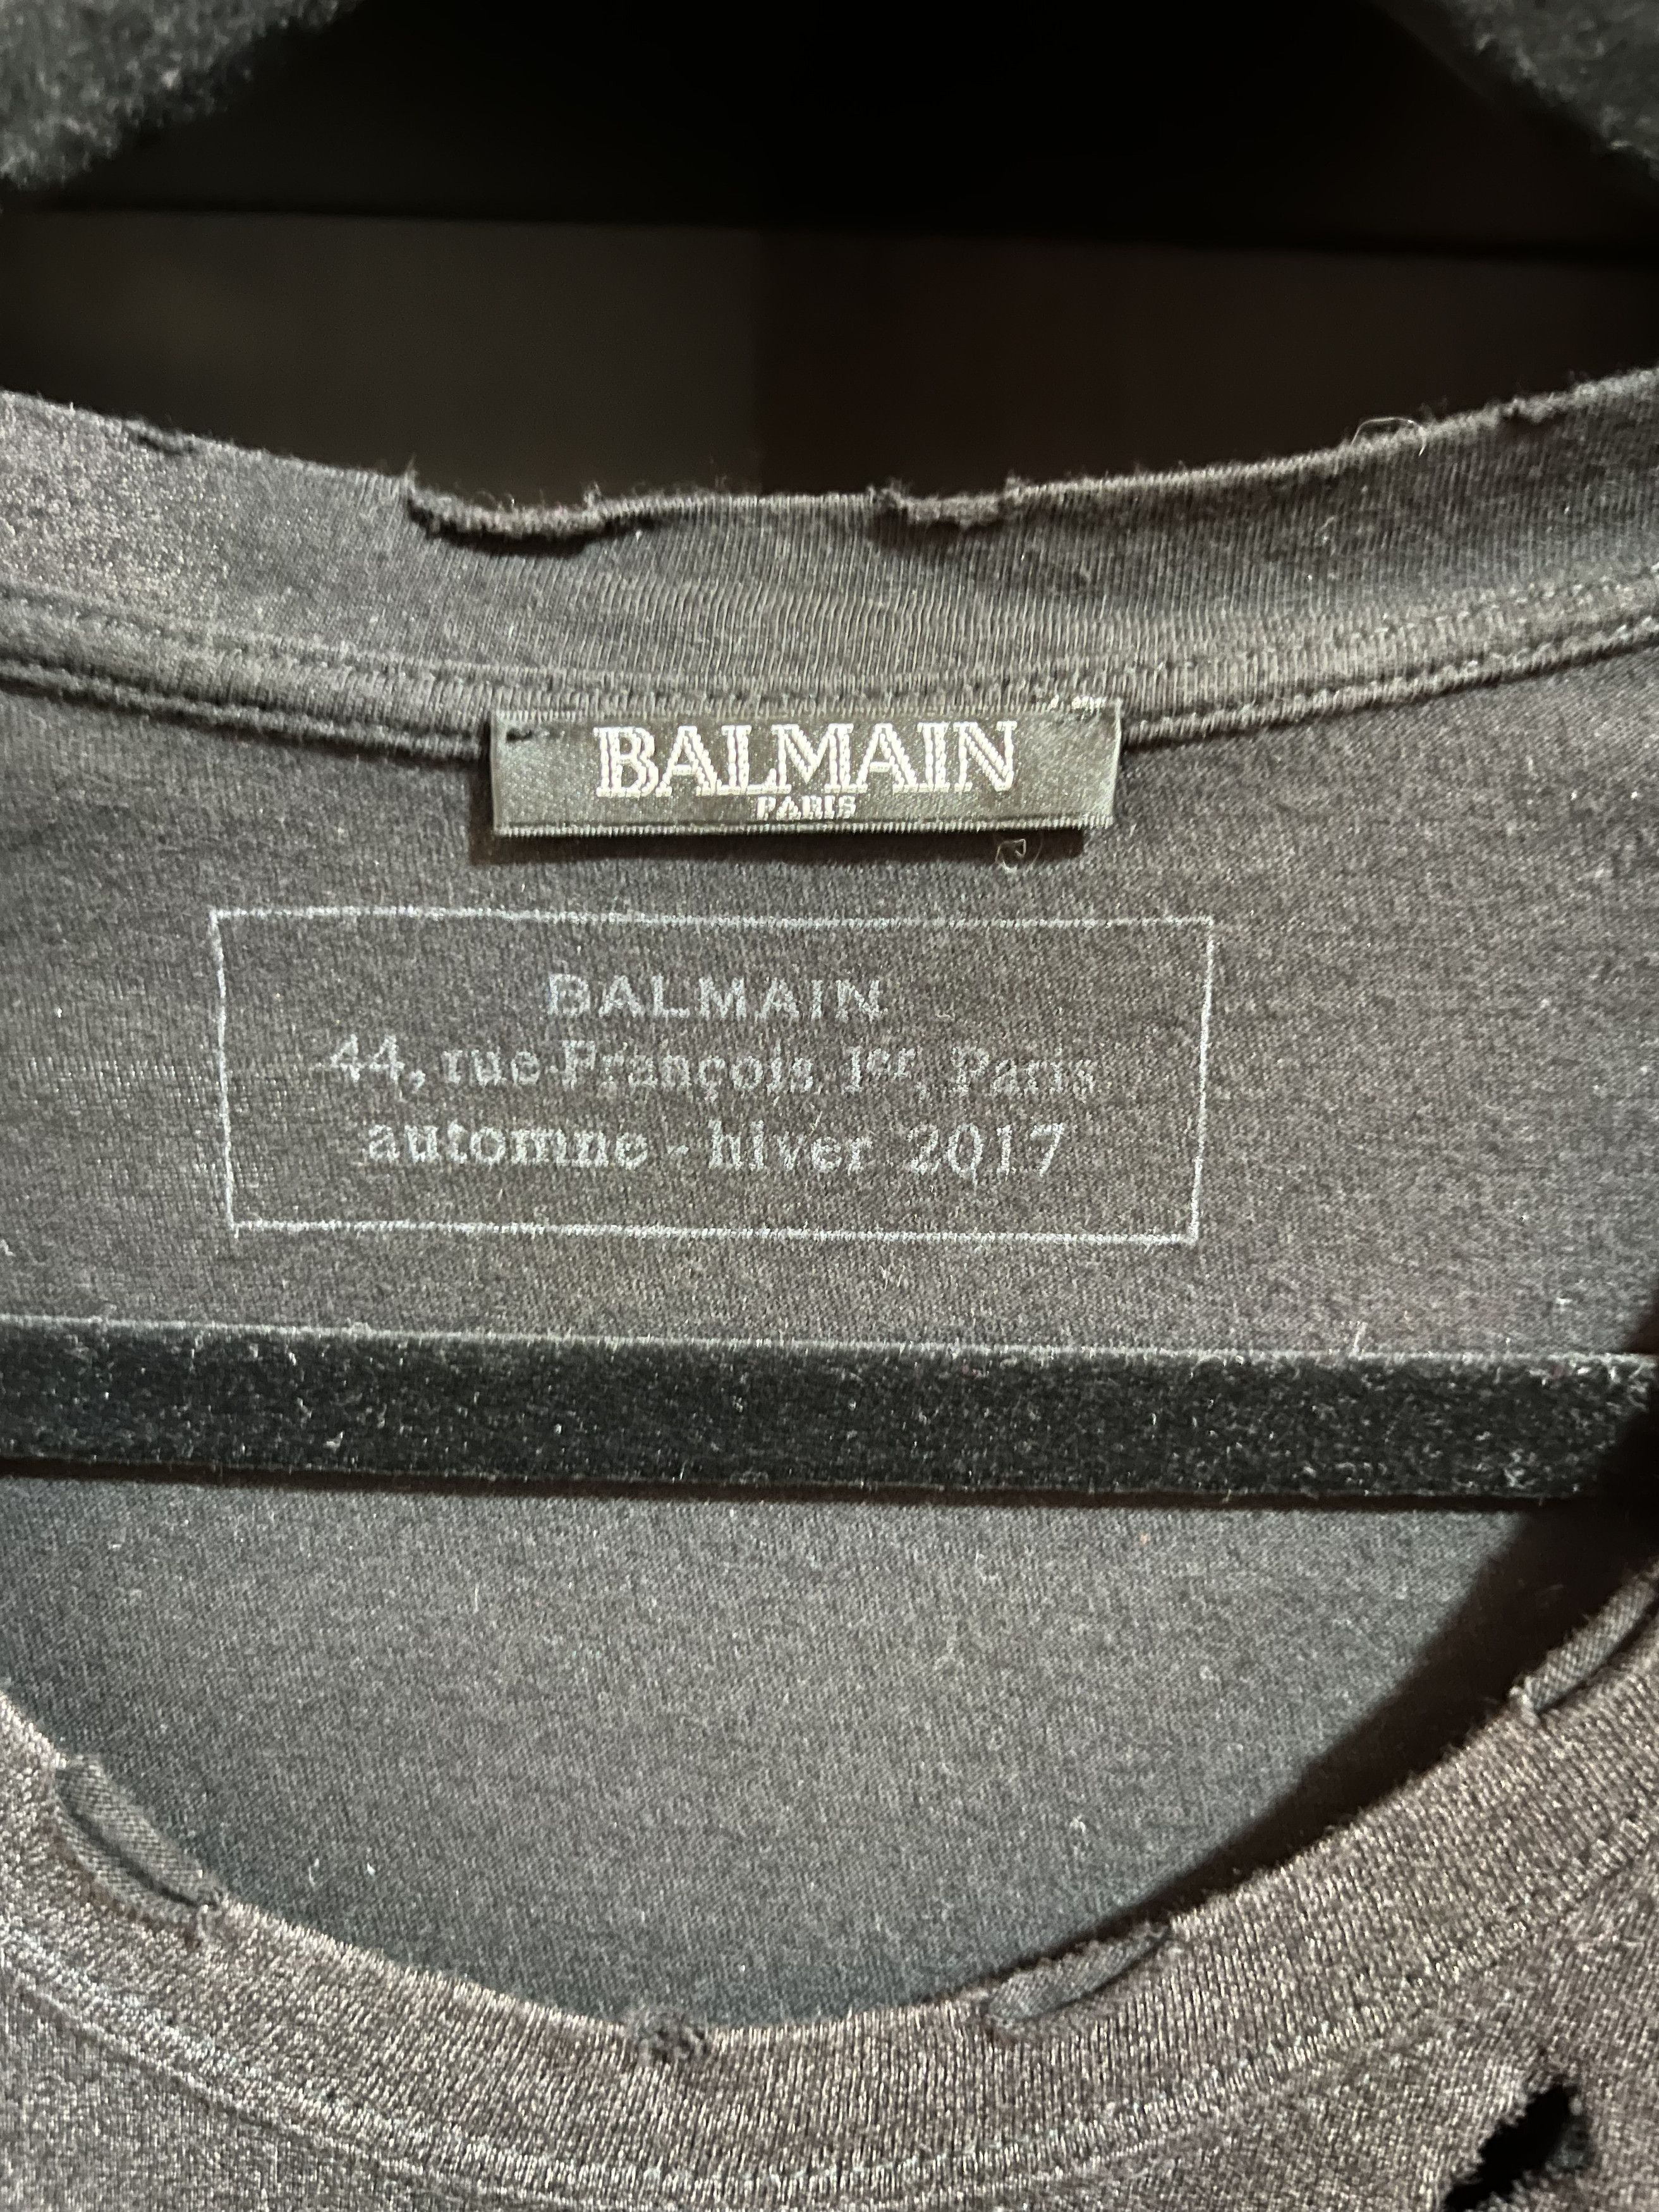 BALMAIN
PARIS
BALMAIN
44, rue François 1er, Paris
automne - hiver 2017